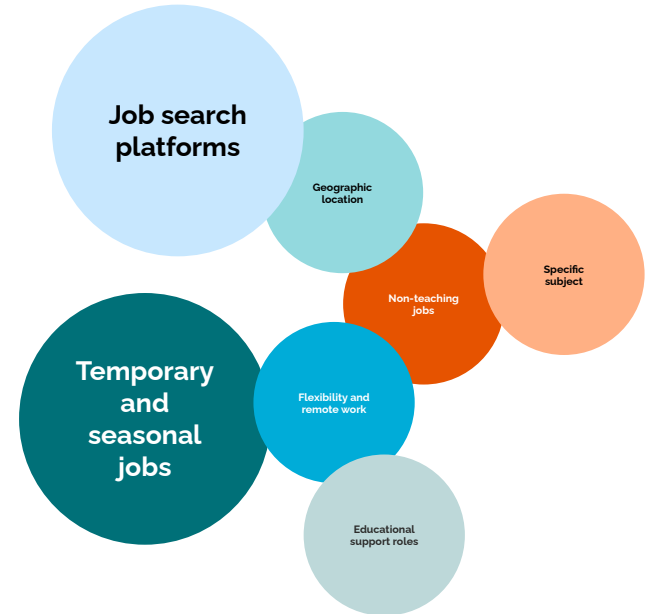 Job search
platforms
Geographic
location
Specific
subject
Non-teaching
jobs
Temporary
and
seasonal
jobs
Flexibility and
remote work
Educational
support roles